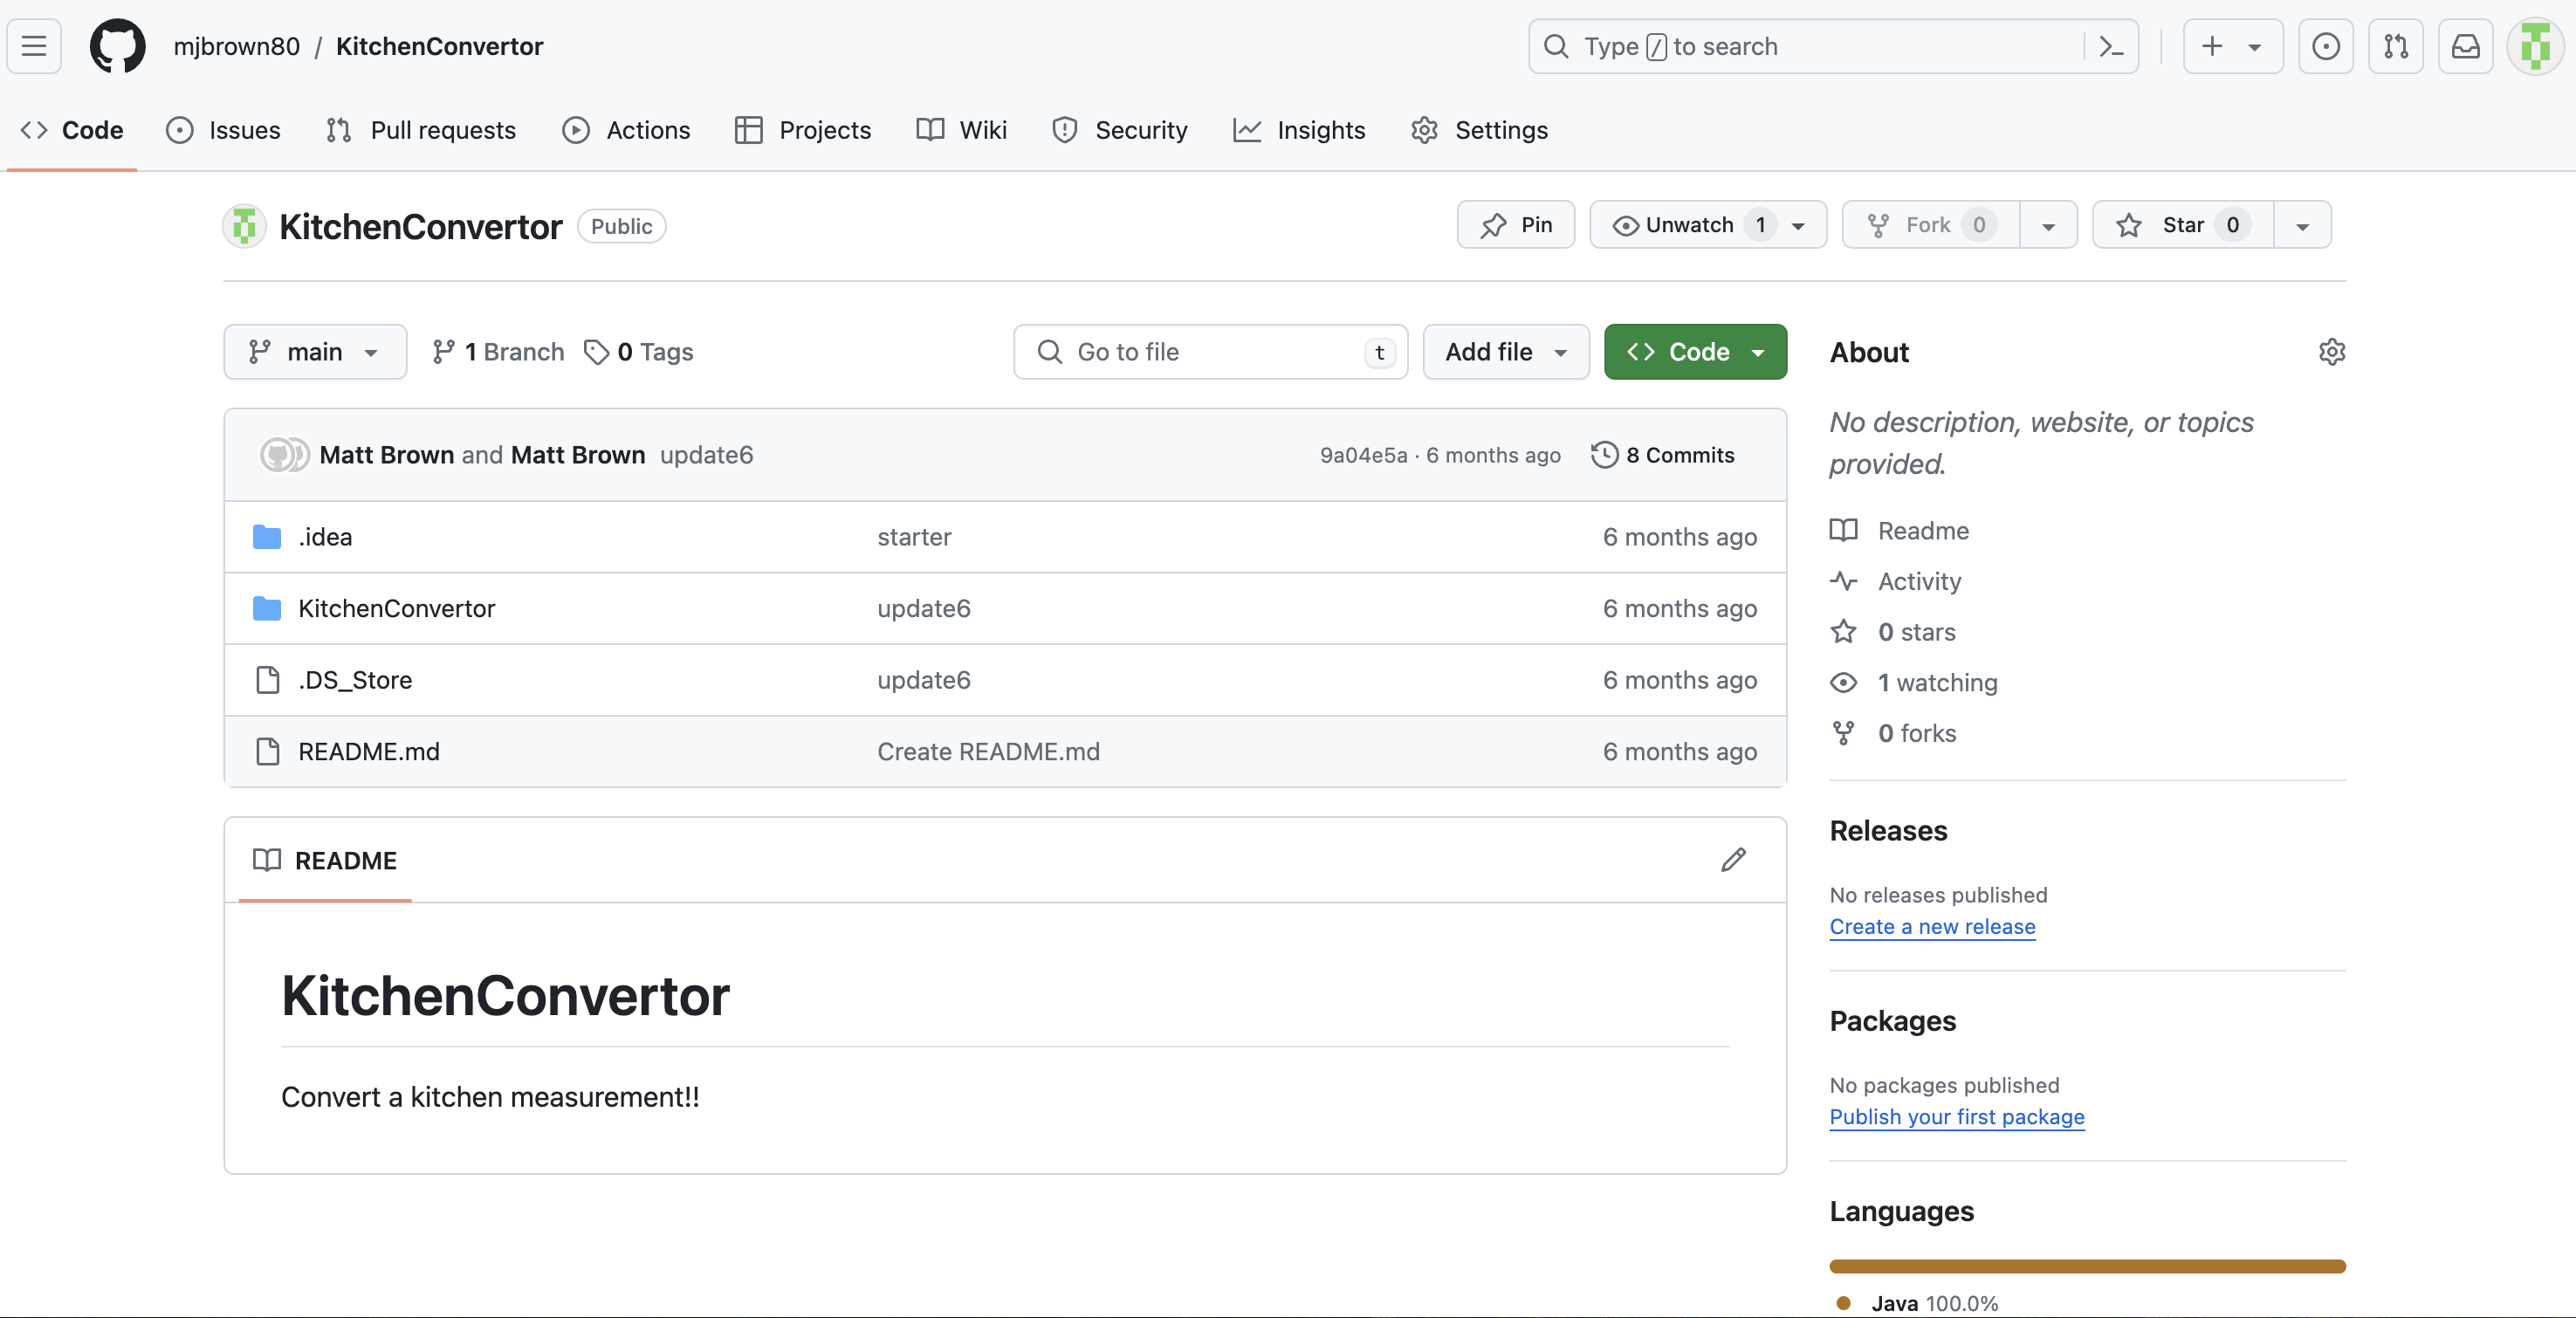 mjbrown80 / KitchenConvertor
Type / to search
Code Issues Pull requests Actions Projects Wiki Security Insights Settings
KitchenConvertor Public
Pin Unwatch 1 Fork 0 Star 0
main 1 Branch 0 Tags
Go to file t
Add file
Code
Matt Brown and Matt Brown update6 9a04e5a · 6 months ago 8 Commits
.idea starter 6 months ago
KitchenConvertor update6 6 months ago
.DS_Store update6 6 months ago
README.md Create README.md 6 months ago
README
KitchenConvertor
Convert a kitchen measurement!!
About
No description, website, or topics
provided.
Readme
Activity
0 stars
1 watching
0 forks
Releases
No releases published
Create a new release
Packages
No packages published
Publish your first package
Languages
Java 100.0%